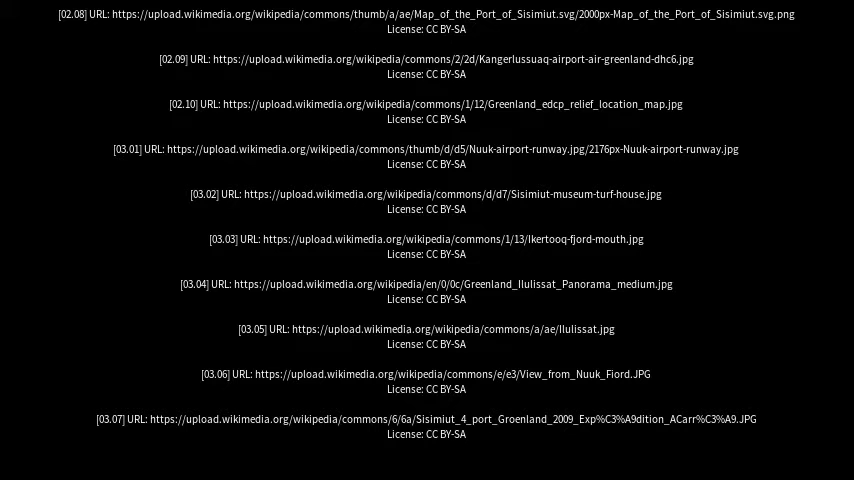 [02.08] URL: https://upload.wikimedia.org/wikipedia/commons/thumb/a/ae/Map_of_the_Port_of_Sisimiut.svg/2000px-Map_of_the_Port_of_Sisimiut.svg.png
License: CC BY-SA
[02.09] URL: https://upload.wikimedia.org/wikipedia/commons/2/2d/Kangerlussuaq-airport-air-greenland-dhc6.jpg
License: CC BY-SA
[02.10] URL: https://upload.wikimedia.org/wikipedia/commons/1/12/Greenland_edcp_relief_location_map.jpg
License: CC BY-SA
[03.01] URL: https://upload.wikimedia.org/wikipedia/commons/thumb/d/d5/Nuuk-airport-runway.jpg/2176px-Nuuk-airport-runway.jpg
License: CC BY-SA
[03.02] URL: https://upload.wikimedia.org/wikipedia/commons/d/d7/Sisimiut-museum-turf-house.jpg
License: CC BY-SA
[03.03] URL: https://upload.wikimedia.org/wikipedia/commons/1/13/Ikertooq-fjord-mouth.jpg
License: CC BY-SA
[03.04] URL: https://upload.wikimedia.org/wikipedia/en/0/0c/Greenland_Ilulissat_Panorama_medium.jpg
License: CC BY-SA
[03.05] URL: https://upload.wikimedia.org/wikipedia/commons/a/ae/Ilulissat.jpg
License: CC BY-SA
[03.06] URL: https://upload.wikimedia.org/wikipedia/commons/e/e3/View_from_Nuuk_Fiord.JPG
License: CC BY-SA
[03.07] URL: https://upload.wikimedia.org/wikipedia/commons/6/6a/Sisimiut_4_port_Groenland_2009_Exp%C3%A9dition_ACarr%C3%A9.JPG
License: CC BY-SA